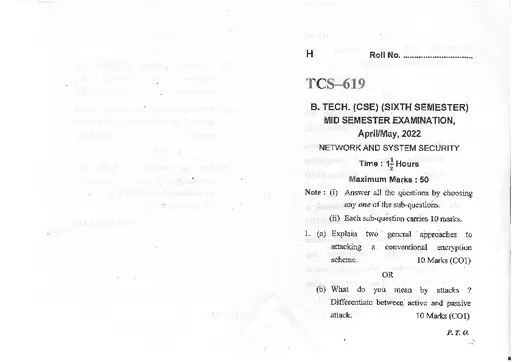 H Roll No. ..............................
TCS–619
B. TECH. (CSE) (SIXTH SEMESTER)
MID SEMESTER EXAMINATION,
April/May, 2022
NETWORK AND SYSTEM SECURITY
Time : 1½ Hours
Maximum Marks : 50
Note : (i) Answer all the questions by choosing
any one of the sub-questions.
(ii) Each sub-question carries 10 marks.
1. (a) Explain two general approaches to
attacking a conventional encryption
scheme. 10 Marks (CO1)
OR
(b) What do you mean by attacks ?
Differentiate between active and passive
attack. 10 Marks (CO1)
P. T. O.